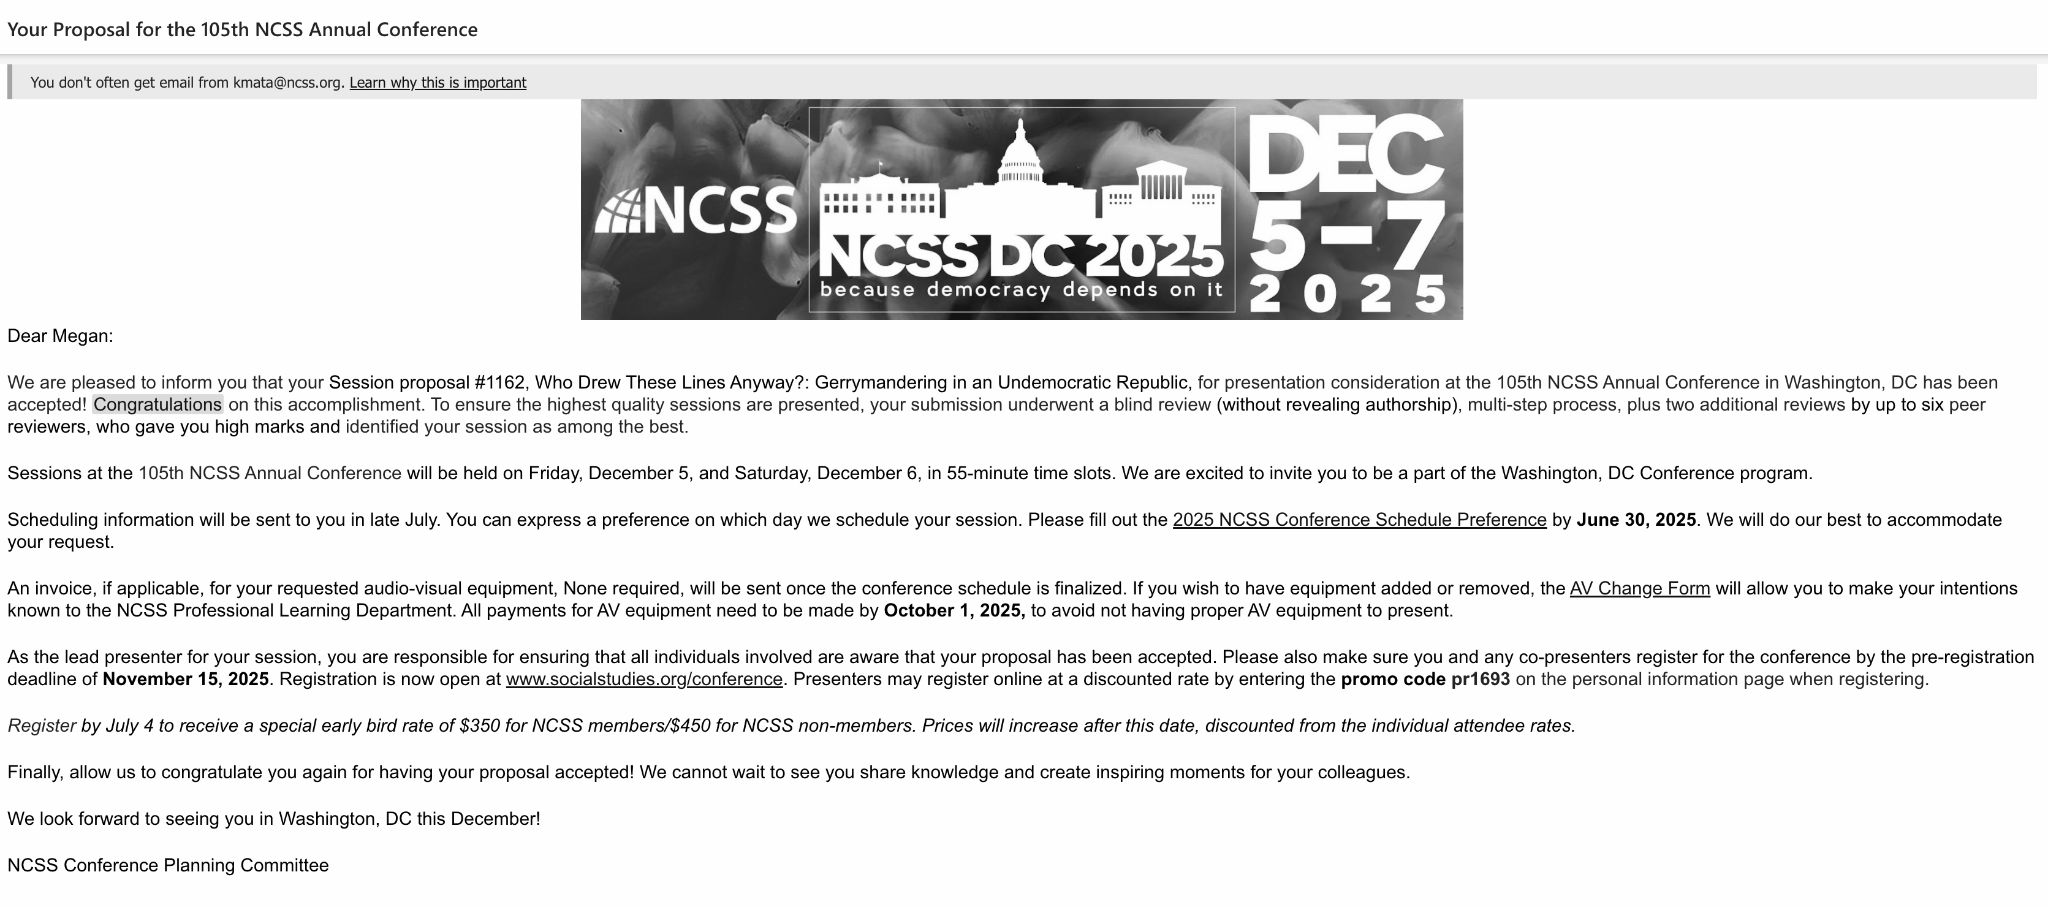 Your Proposal for the 105th NCSS Annual Conference
You don't often get email from kmata@ncss.org. Learn why this is important
NCSS
NCSS DC 2025
because democracy depends on it
DEC
5-7
2025
Dear Megan:
We are pleased to inform you that your Session proposal #1162, Who Drew These Lines Anyway?: Gerrymandering in an Undemocratic Republic, for presentation consideration at the 105th NCSS Annual Conference in Washington, DC has been
accepted! Congratulations on this accomplishment. To ensure the highest quality sessions are presented, your submission underwent a blind review (without revealing authorship), multi-step process, plus two additional reviews by up to six peer
reviewers, who gave you high marks and identified your session as among the best.
Sessions at the 105th NCSS Annual Conference will be held on Friday, December 5, and Saturday, December 6, in 55-minute time slots. We are excited to invite you to be a part of the Washington, DC Conference program.
Scheduling information will be sent to you in late July. You can express a preference on which day we schedule your session. Please fill out the 2025 NCSS Conference Schedule Preference by June 30, 2025. We will do our best to accommodate
your request.
An invoice, if applicable, for your requested audio-visual equipment, None required, will be sent once the conference schedule is finalized. If you wish to have equipment added or removed, the AV Change Form will allow you to make your intentions
known to the NCSS Professional Learning Department. All payments for AV equipment need to be made by October 1, 2025, to avoid not having proper AV equipment to present.
As the lead presenter for your session, you are responsible for ensuring that all individuals involved are aware that your proposal has been accepted. Please also make sure you and any co-presenters register for the conference by the pre-registration
deadline of November 15, 2025. Registration is now open at www.socialstudies.org/conference. Presenters may register online at a discounted rate by entering the promo code pr1693 on the personal information page when registering.
Register by July 4 to receive a special early bird rate of $350 for NCSS members/$450 for NCSS non-members. Prices will increase after this date, discounted from the individual attendee rates.
Finally, allow us to congratulate you again for having your proposal accepted! We cannot wait to see you share knowledge and create inspiring moments for your colleagues.
We look forward to seeing you in Washington, DC this December!
NCSS Conference Planning Committee